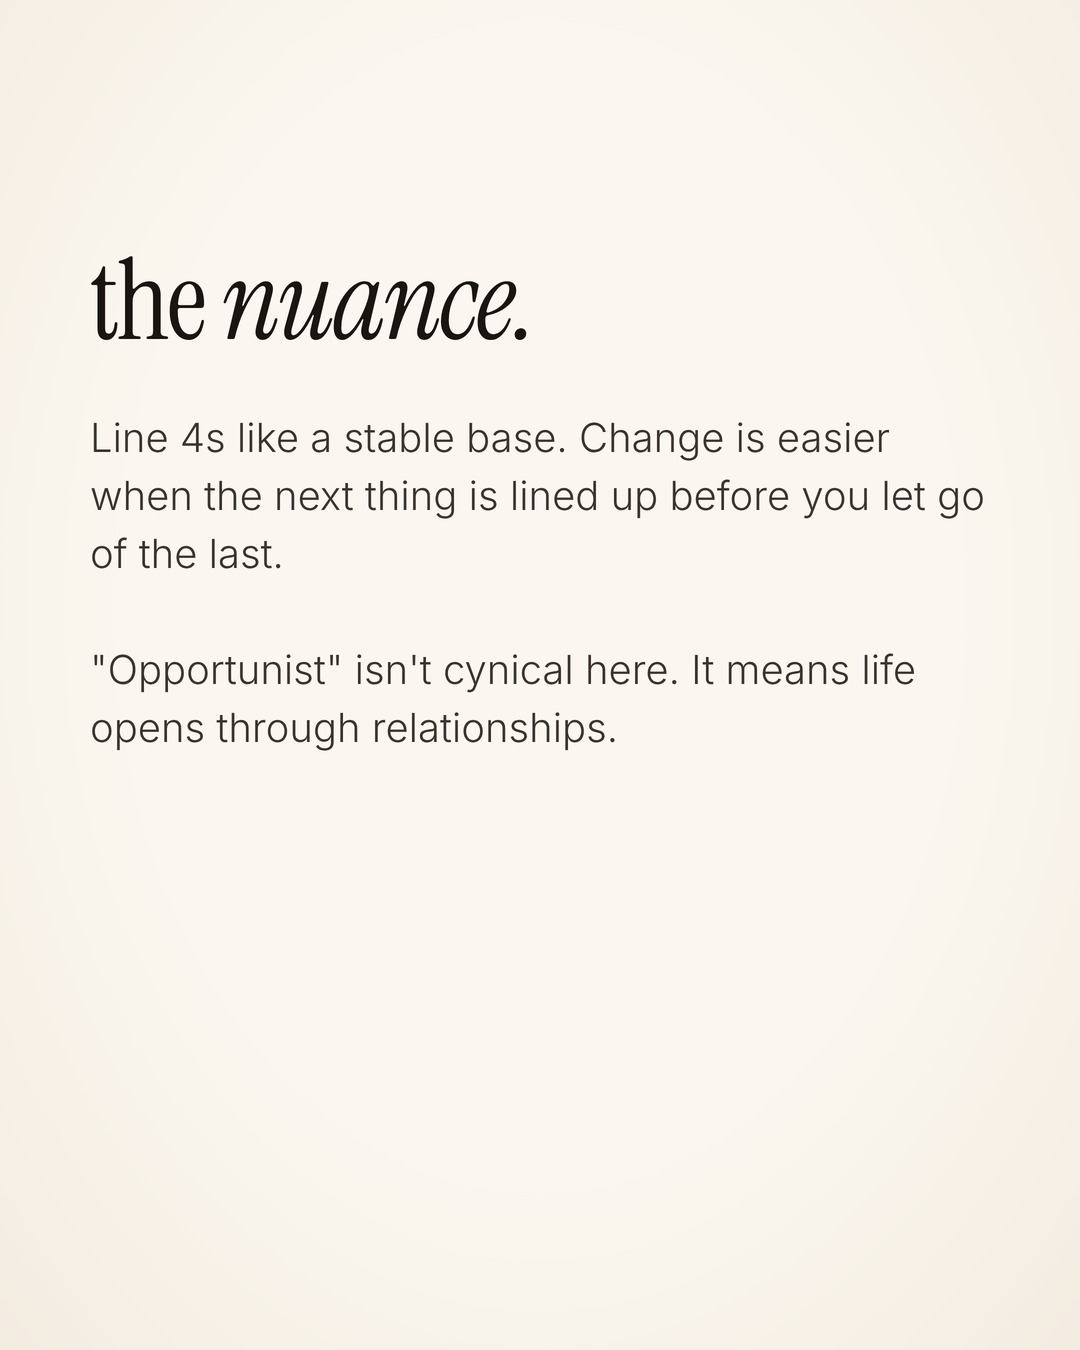 the nuance.
Line 4s like a stable base. Change is easier
when the next thing is lined up before you let go
of the last.
"Opportunist" isn't cynical here. It means life
opens through relationships.